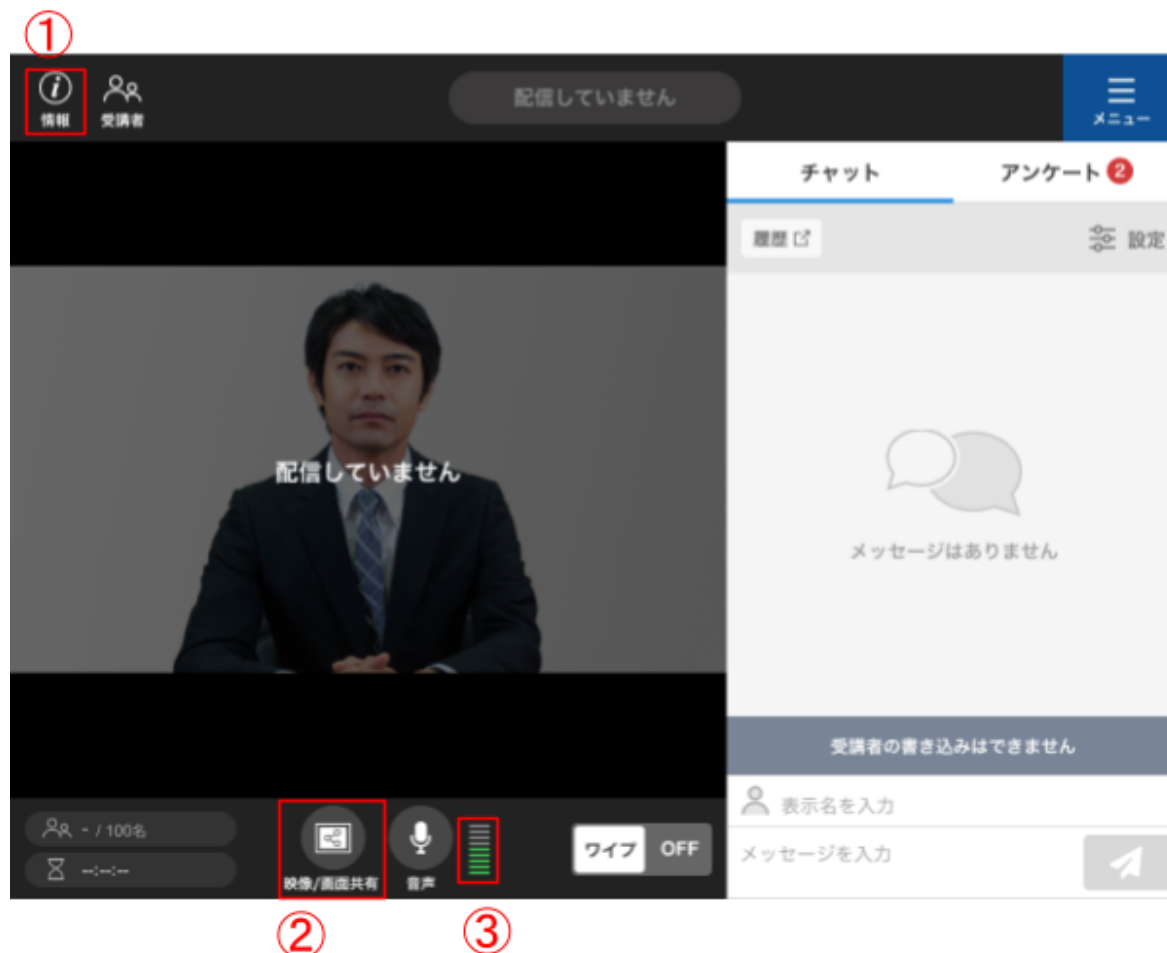 ①
情報
受講者
配信していません
メニュー
チャット
アンケート 2
履歴
設定
配信していません
メッセージはありません
受講者の書き込みはできません
表示名を入力
メッセージを入力
- / 100名
--:--:--
映像/画面共有
音声
ワイプ OFF
②
③